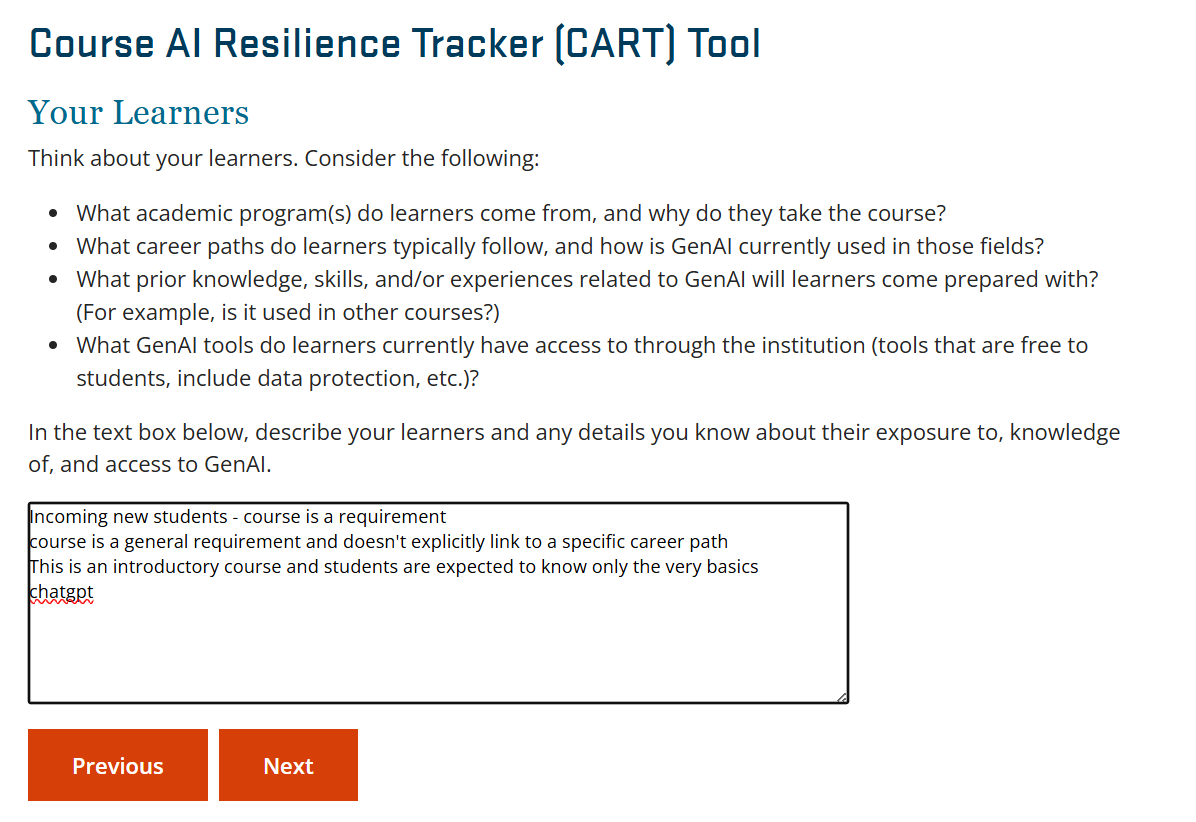 Course AI Resilience Tracker (CART) Tool
Your Learners
Think about your learners. Consider the following:
• What academic program(s) do learners come from, and why do they take the course?
• What career paths do learners typically follow, and how is GenAI currently used in those fields?
• What prior knowledge, skills, and/or experiences related to GenAI will learners come prepared with?
(For example, is it used in other courses?)
• What GenAI tools do learners currently have access to through the institution (tools that are free to
students, include data protection, etc.)?
In the text box below, describe your learners and any details you know about their exposure to, knowledge
of, and access to GenAI.
Incoming new students - course is a requirement
course is a general requirement and doesn't explicitly link to a specific career path
This is an introductory course and students are expected to know only the very basics
chatgpt
Previous
Next